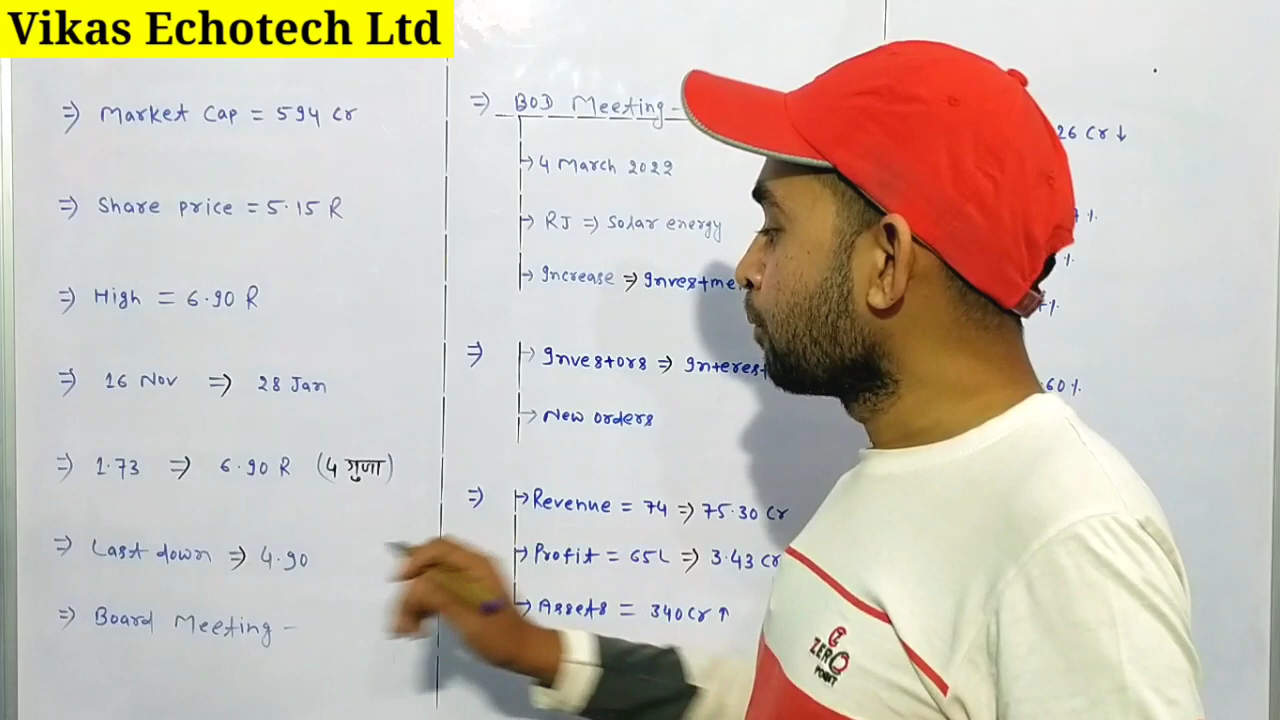 Vikas Echotech Ltd
⇒ Market Cap = 594 Cr
⇒ Share price = 5.15 R
⇒ High = 6.90 R
⇒ 16 Nov ⇒ 28 Jan
⇒ 1.73 ⇒ 6.90 R (4 गुणा)
⇒ Last down ⇒ 4.90
⇒ Board Meeting -
⇒ BOD Meeting -
→ 4 March 2022
→ RJ ⇒ Solar energy
→ Increase ⇒
⇒ → Investors ⇒
→ New orders
⇒ → Revenue = 74 ⇒ 75.30 Cr
→ Profit = 65L ⇒ 3.43 Cr
→ Assets = 340 Cr ↑
26 Cr ↓
%
%
%
60 %
ZERO
POINT